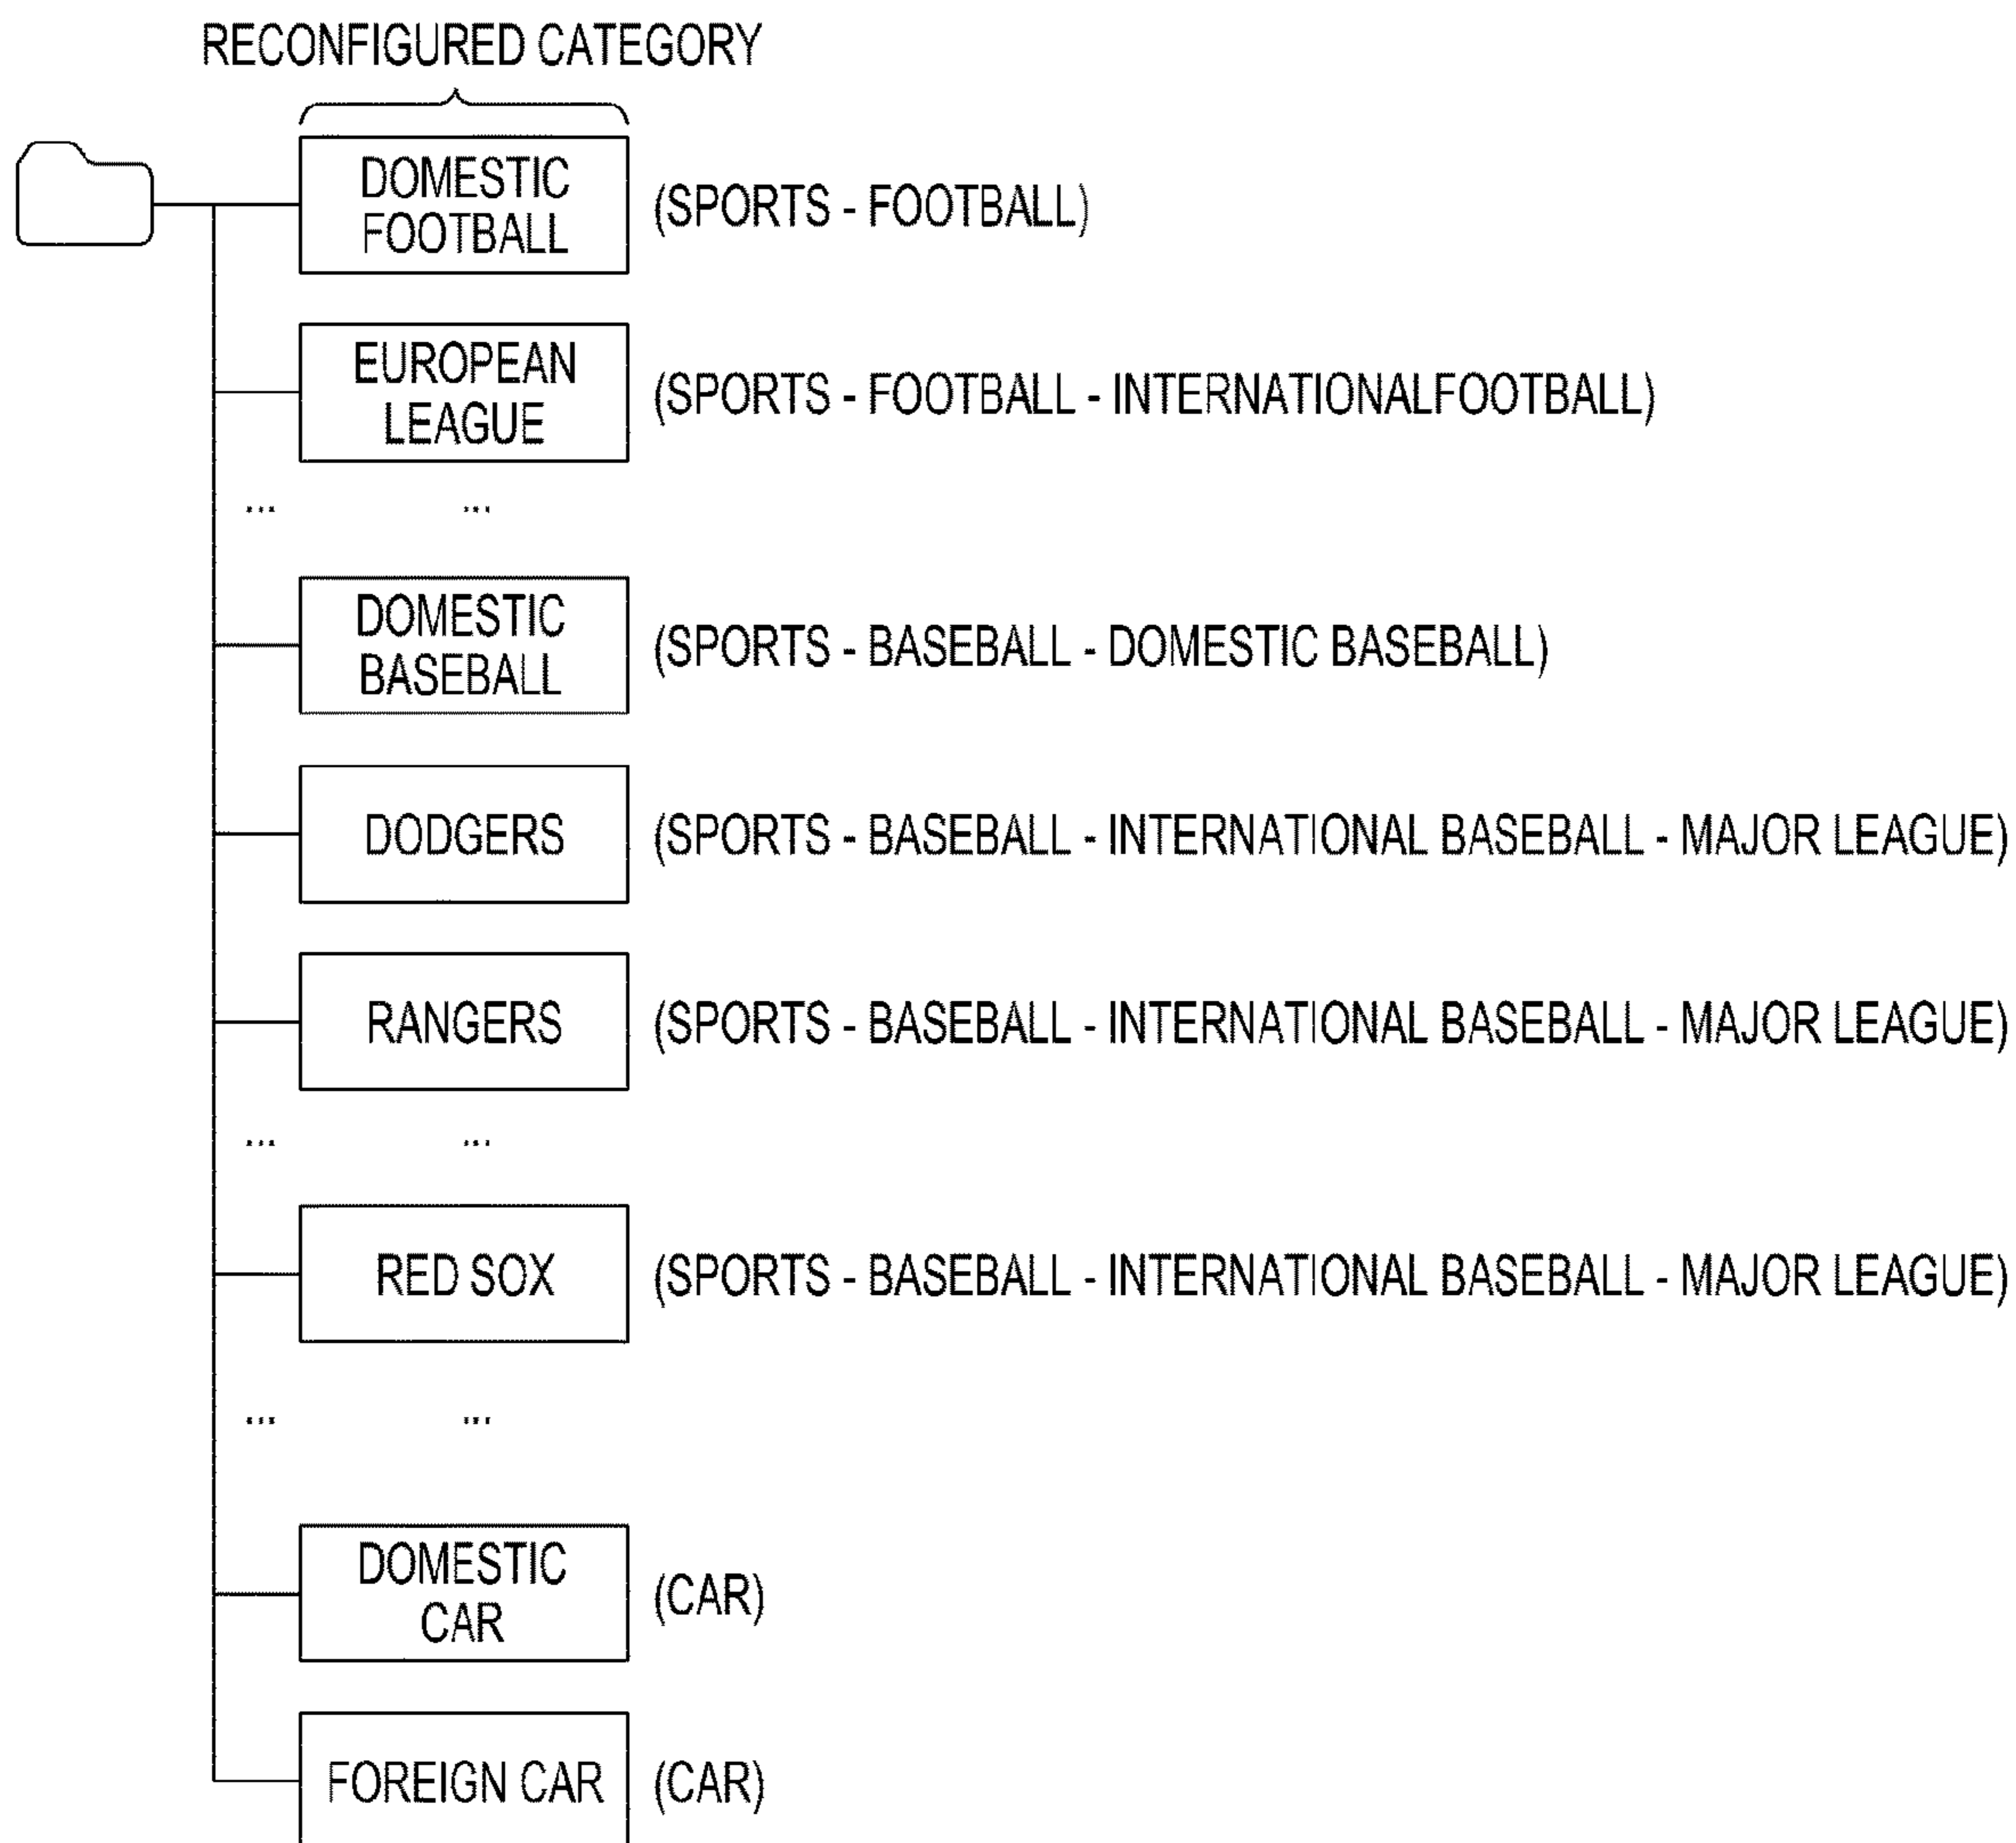 RECONFIGURED CATEGORY
DOMESTIC
FOOTBALL
(SPORTS - FOOTBALL)
EUROPEAN
LEAGUE
(SPORTS - FOOTBALL - INTERNATIONALFOOTBALL)
... ...
DOMESTIC
BASEBALL
(SPORTS - BASEBALL - DOMESTIC BASEBALL)
DODGERS (SPORTS - BASEBALL - INTERNATIONAL BASEBALL - MAJOR LEAGUE)
RANGERS (SPORTS - BASEBALL - INTERNATIONAL BASEBALL - MAJOR LEAGUE)
... ...
RED SOX (SPORTS - BASEBALL - INTERNATIONAL BASEBALL - MAJOR LEAGUE)
... ...
DOMESTIC
CAR
(CAR)
FOREIGN CAR (CAR)